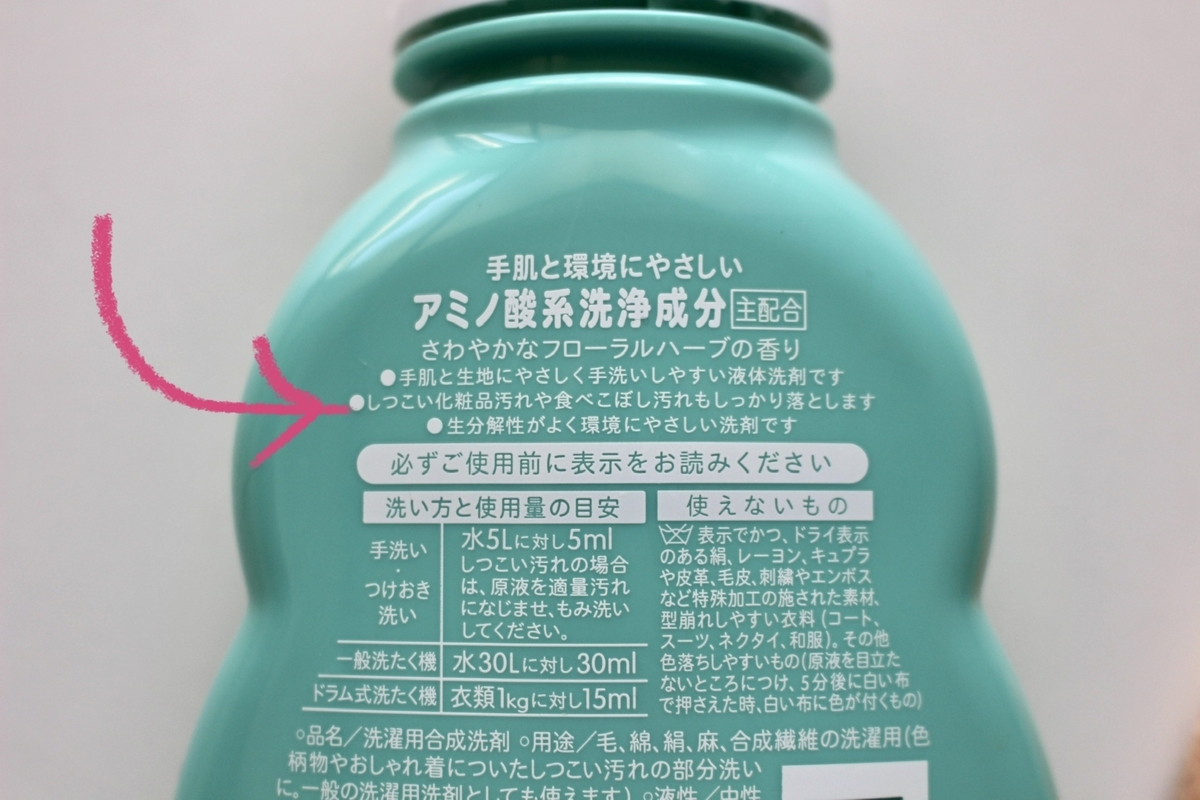 手肌と環境にやさしい
アミノ酸系洗浄成分 主配合
さわやかなフローラルハーブの香り
●手肌と生地にやさしく手洗いしやすい液体洗剤です
●しつこい化粧品汚れや食べこぼし汚れもしっかり落とします
●生分解性がよく環境にやさしい洗剤です
必ずご使用前に表示をお読みください
洗い方と使用量の目安
手洗い
・
つけおき
洗い
水5Lに対し5ml
しつこい汚れの場合
は、原液を適量汚れ
になじませ、もみ洗い
してください。
一般洗たく機 水30Lに対し30ml
ドラム式洗たく機 衣類1kgに対し15ml
使えないもの
表示でかつ、ドライ表示
のある絹、レーヨン、キュプラ
や皮革、毛皮、刺繍やエンボス
など特殊加工の施された素材、
型崩れしやすい衣料(コート、
スーツ、ネクタイ、和服)。その他
色落ちしやすいもの(原液を目立た
ないところにつけ、5分後に白い布
で押さえた時、白い布に色が付くもの)
○品名/洗濯用合成洗剤 ○用途/毛、綿、絹、麻、合成繊維の洗濯用(色
柄物やおしゃれ着についたしつこい汚れの部分洗い
に。一般の洗濯用洗剤としても使えます) ○液性/中性